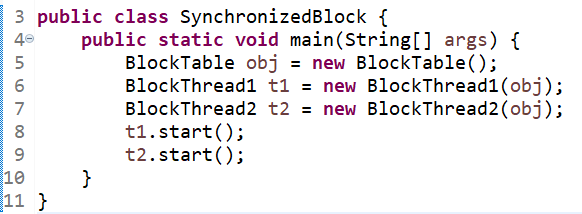 3 public class SynchronizedBlock {
4 public static void main(String[] args) {
5 BlockTable obj = new BlockTable();
6 BlockThread1 t1 = new BlockThread1(obj);
7 BlockThread2 t2 = new BlockThread2(obj);
8 t1.start();
9 t2.start();
10 }
11 }